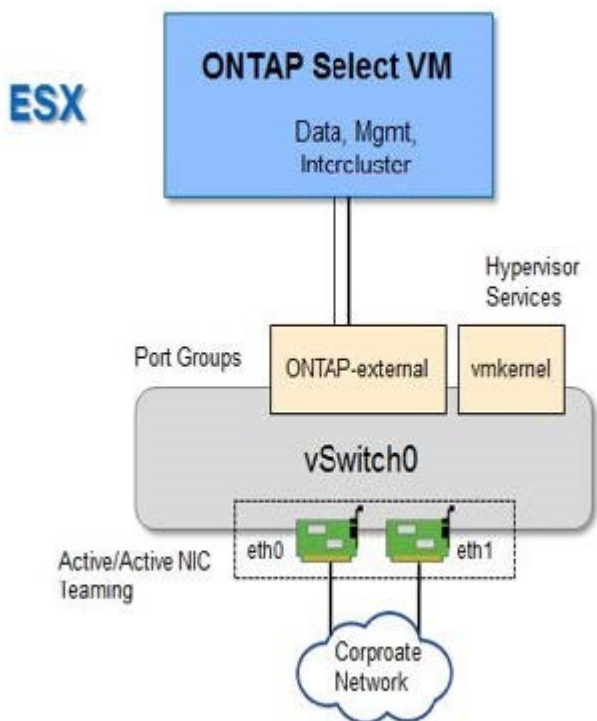 ESX
ONTAP Select VM
Data, Mgmt,
Intercluster
Hypervisor
Services
Port Groups
ONTAP-external
vmkernel
vSwitch0
eth0
eth1
Active/Active NIC
Teaming
Corproate
Network